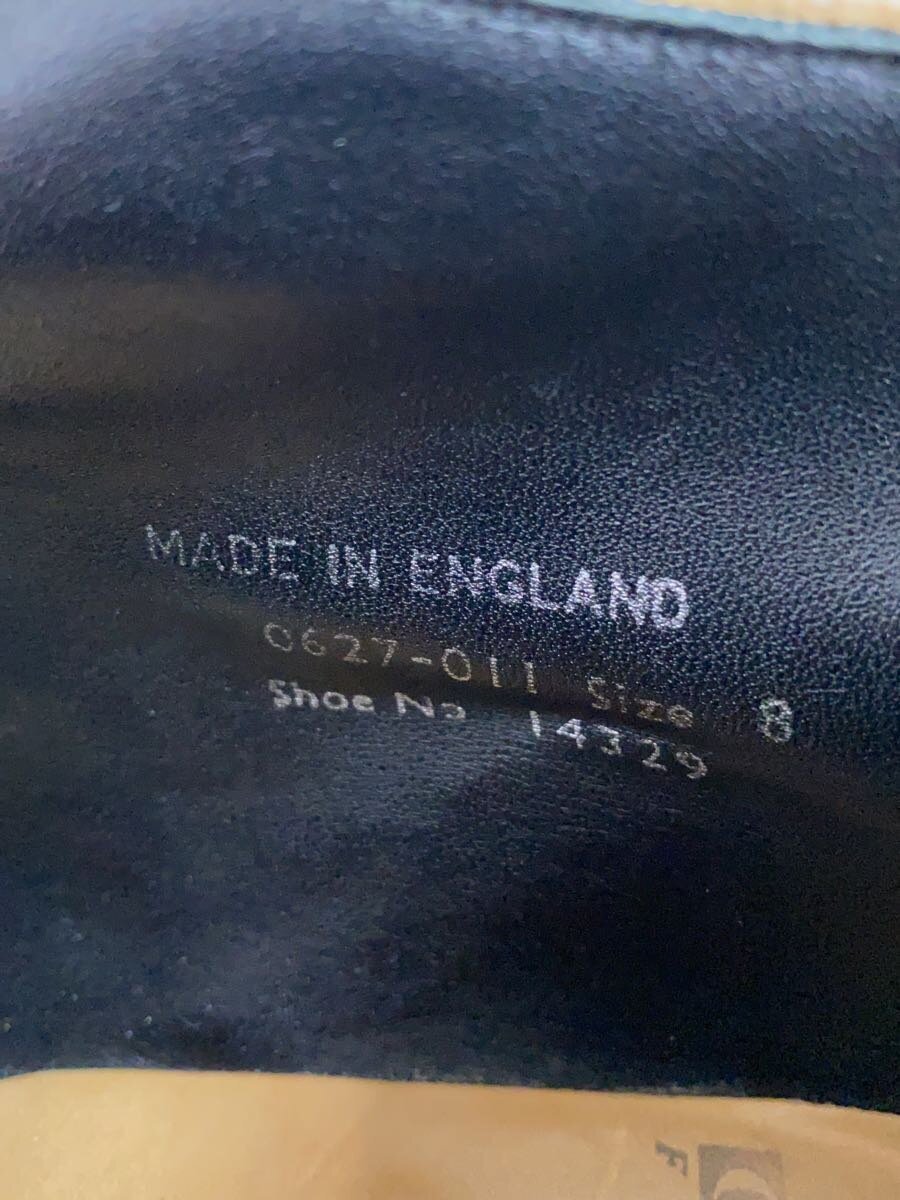 MADE IN ENGLAND
0627-011 Size 8
Shoe No 14329
F